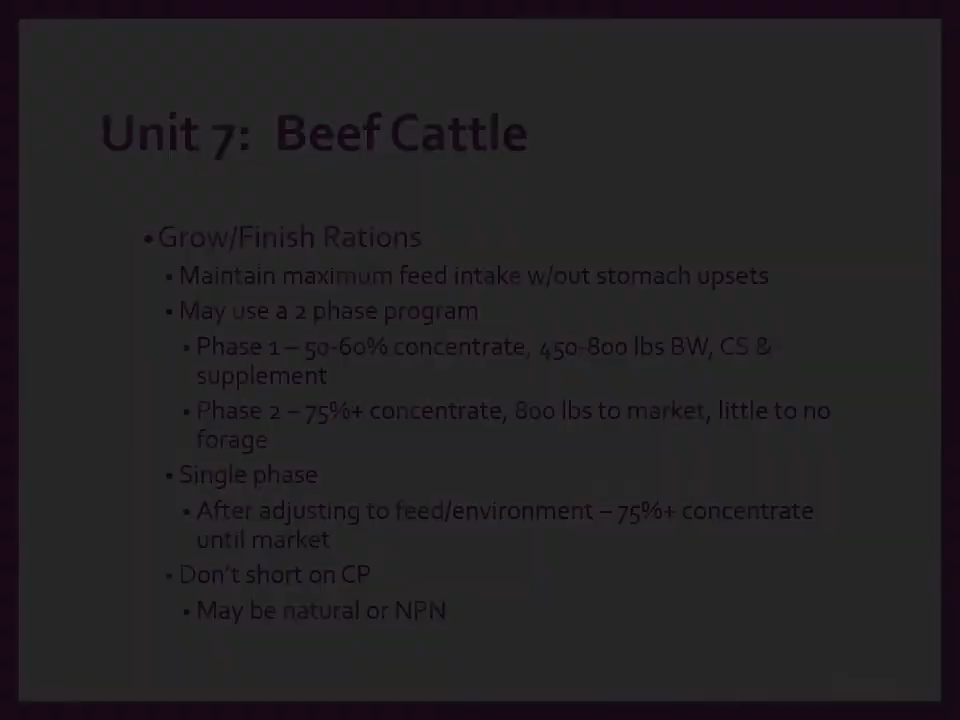 Unit 7: Beef Cattle
• Grow/Finish Rations
• Maintain maximum feed intake w/out stomach upsets
• May use a 2 phase program
• Phase 1 – 50-60% concentrate, 450-800 lbs BW, CS &
supplement
• Phase 2 – 75%+ concentrate, 800 lbs to market, little to no
forage
• Single phase
• After adjusting to feed/environment – 75%+ concentrate
until market
• Don't short on CP
• May be natural or NPN